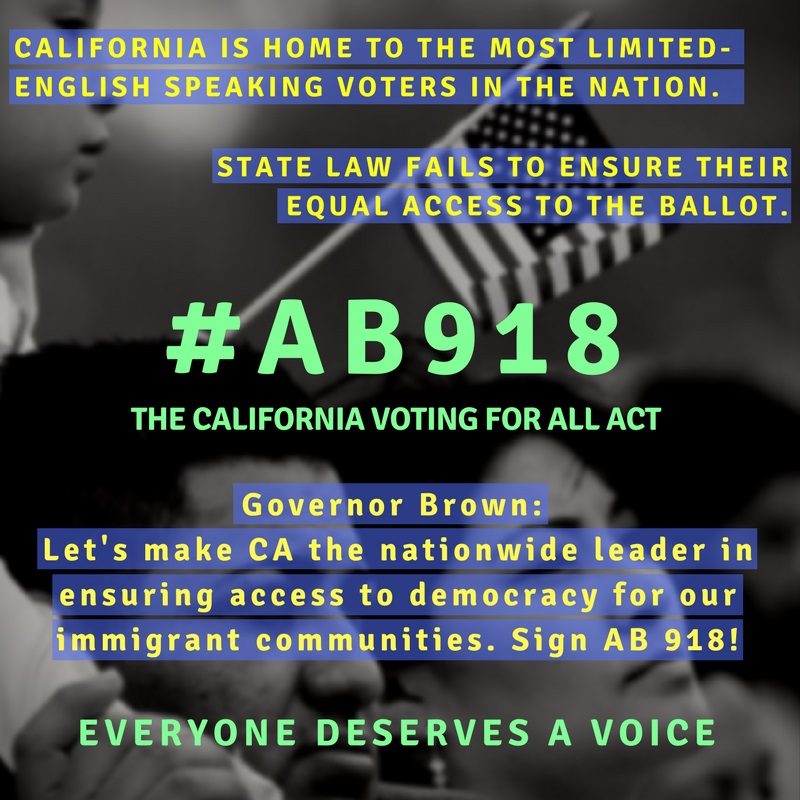 CALIFORNIA IS HOME TO THE MOST LIMITED-
ENGLISH SPEAKING VOTERS IN THE NATION.
STATE LAW FAILS TO ENSURE THEIR
EQUAL ACCESS TO THE BALLOT.
#AB918
THE CALIFORNIA VOTING FOR ALL ACT
Governor Brown:
Let's make CA the nationwide leader in
ensuring access to democracy for our
immigrant communities. Sign AB 918!
EVERYONE DESERVES A VOICE